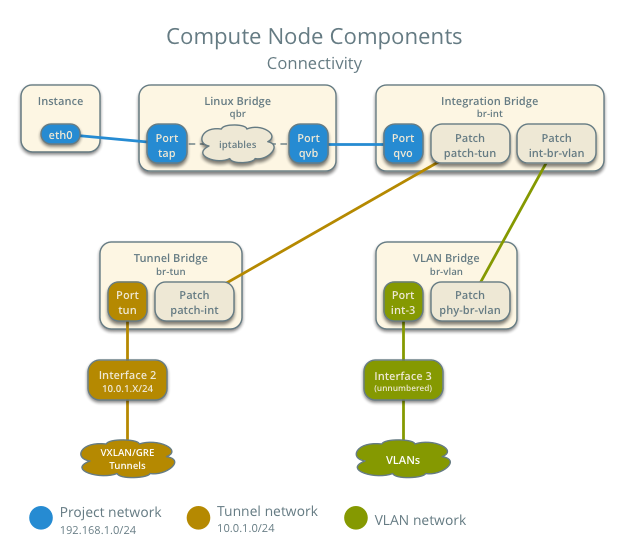 Compute Node Components
Connectivity
Instance
eth0
Linux Bridge
qbr
Port
tap
iptables
Port
qvb
Integration Bridge
br-int
Port
qvo
Patch
patch-tun
Patch
int-br-vlan
Tunnel Bridge
br-tun
Port
tun
Patch
patch-int
VLAN Bridge
br-vlan
Port
int-3
Patch
phy-br-vlan
Interface 2
10.0.1.X/24
Interface 3
(unnumbered)
VXLAN/GRE
Tunnels
VLANs
Project network
192.168.1.0/24
Tunnel network
10.0.1.0/24
VLAN network